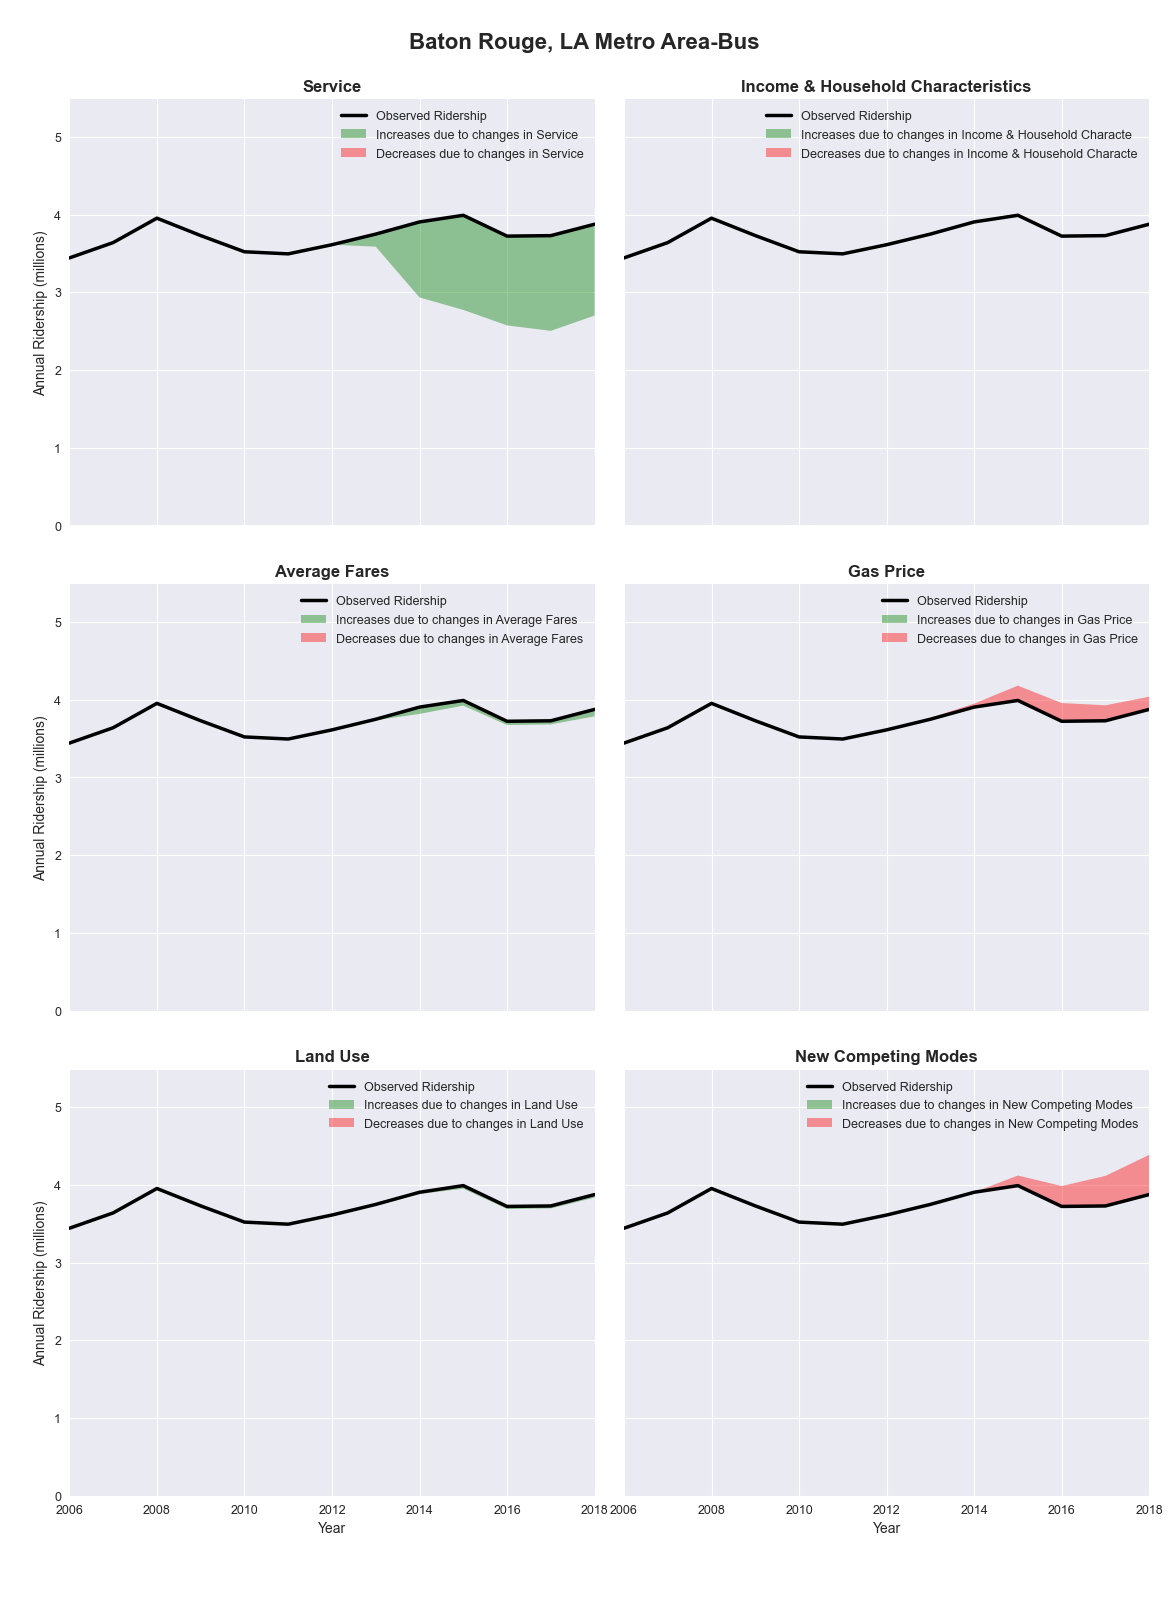 Baton Rouge, LA Metro Area-Bus
Service
Observed Ridership
Increases due to changes in Service
Decreases due to changes in Service
5
4
3
2
1
0
Annual Ridership (millions)
Income & Household Characteristics
Observed Ridership
Increases due to changes in Income & Household Characte
Decreases due to changes in Income & Household Characte
Average Fares
Observed Ridership
Increases due to changes in Average Fares
Decreases due to changes in Average Fares
5
4
3
2
1
0
Annual Ridership (millions)
Gas Price
Observed Ridership
Increases due to changes in Gas Price
Decreases due to changes in Gas Price
Land Use
Observed Ridership
Increases due to changes in Land Use
Decreases due to changes in Land Use
5
4
3
2
1
0
Annual Ridership (millions)
2006 2008 2010 2012 2014 2016 2018
Year
New Competing Modes
Observed Ridership
Increases due to changes in New Competing Modes
Decreases due to changes in New Competing Modes
2006 2008 2010 2012 2014 2016 2018
Year